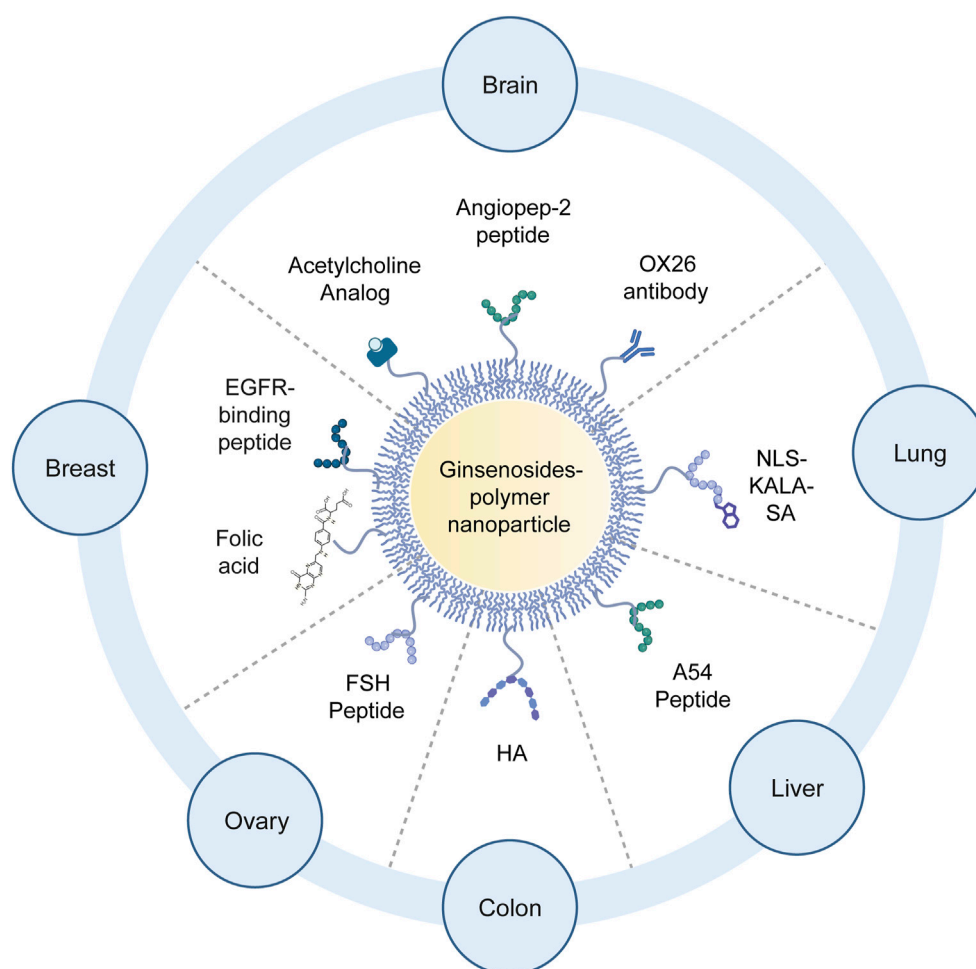 Brain
Angiopep-2
peptide
Acetylcholine
Analog
OX26
antibody
EGFR-
binding
peptide
Breast
Lung
Ginsenosides-
polymer
nanoparticle
NLS-
KALA-
SA
Folic
acid
FSH
Peptide
A54
Peptide
HA
Liver
Ovary
Colon